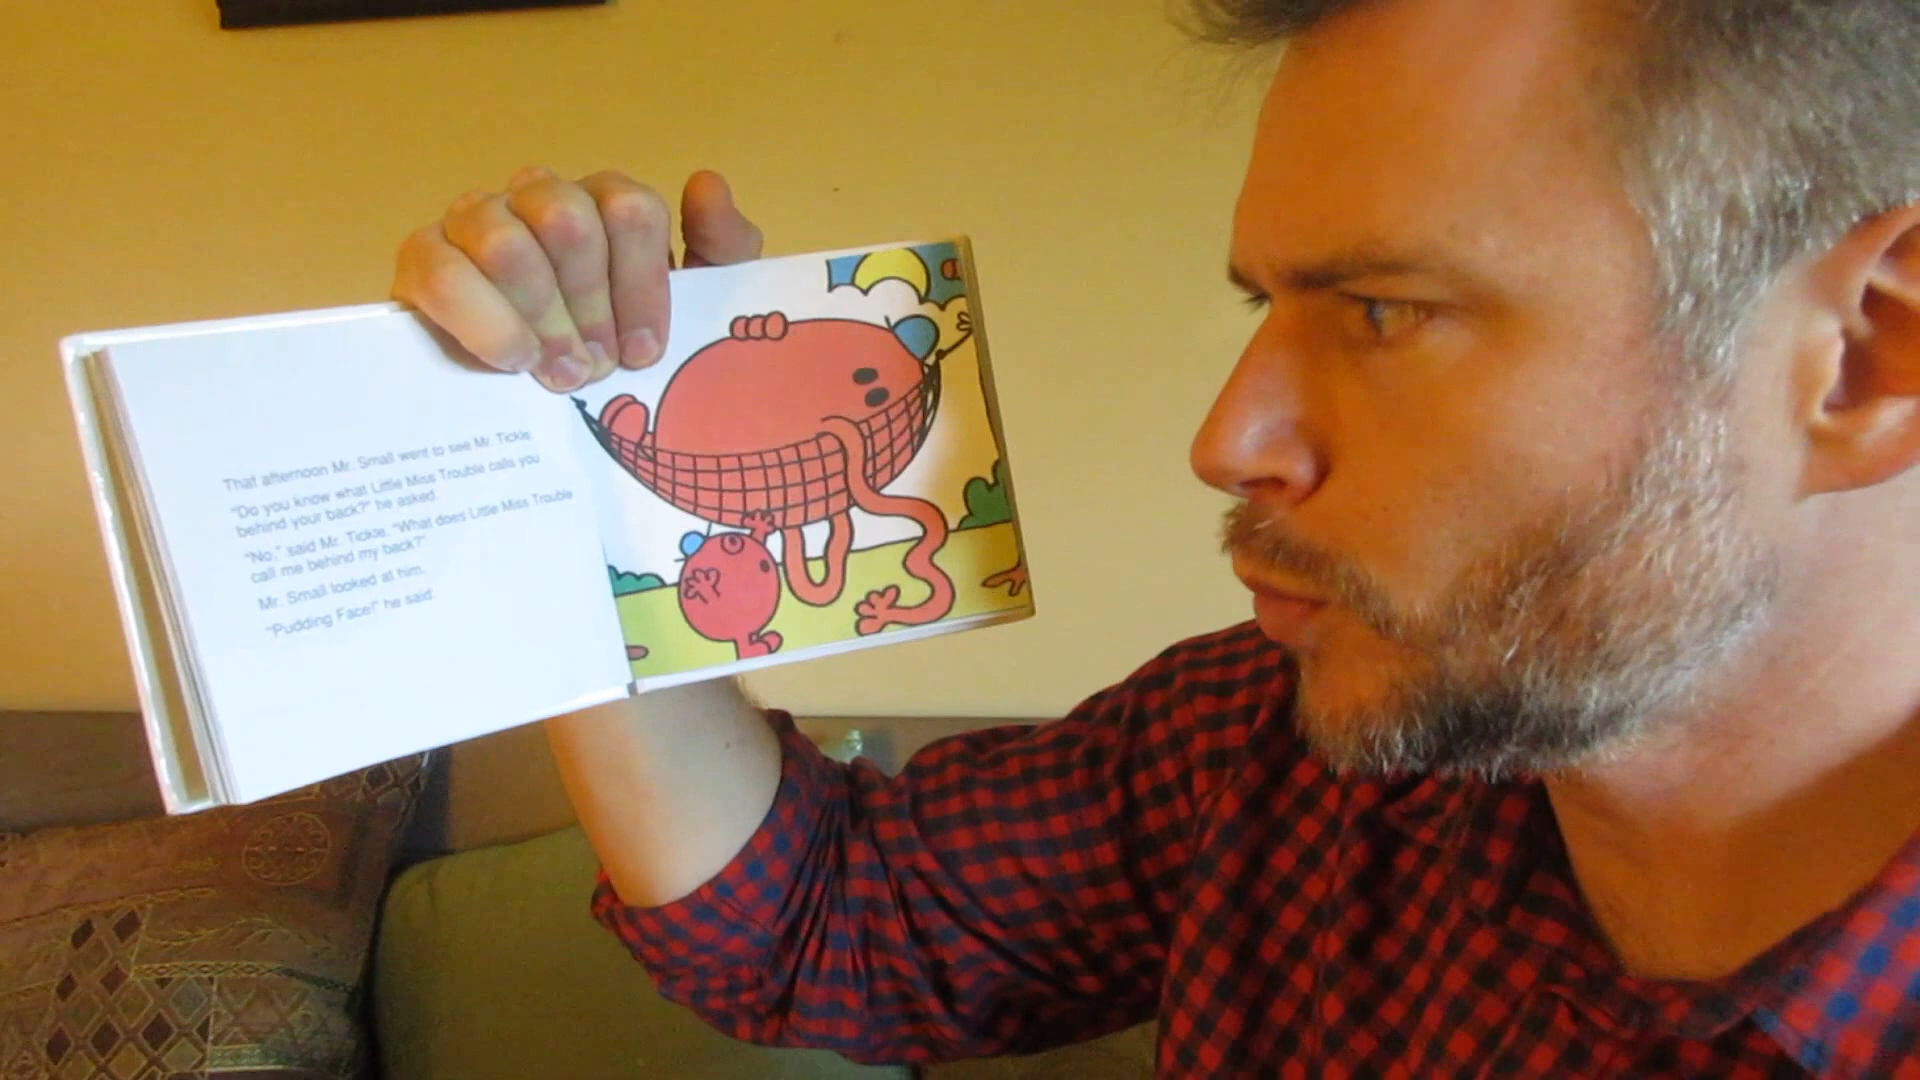 That afternoon Mr. Small went to see Mr. Tickle.
"Do you know what Little Miss Trouble calls you
behind your back?" he asked.
"No," said Mr. Tickle. "What does Little Miss Trouble
call me behind my back?"
Mr. Small looked at him.
"Pudding Face!" he said.